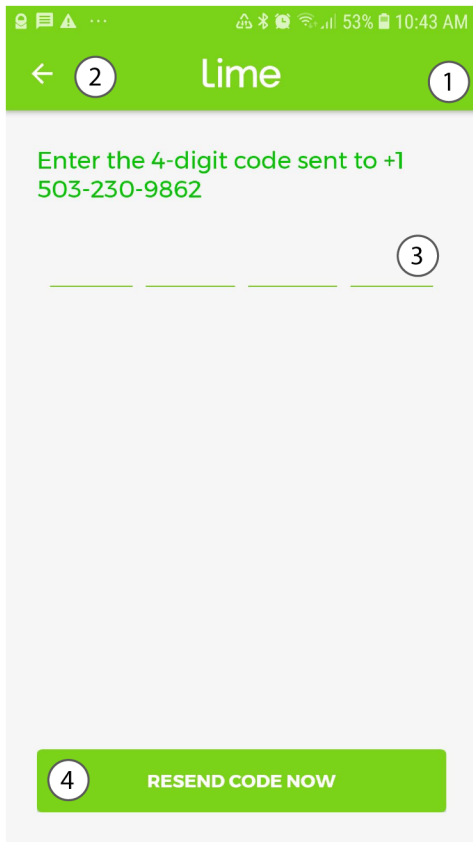 53% 10:43 AM
2
Lime
1
Enter the 4-digit code sent to +1
503-230-9862
3
4
RESEND CODE NOW